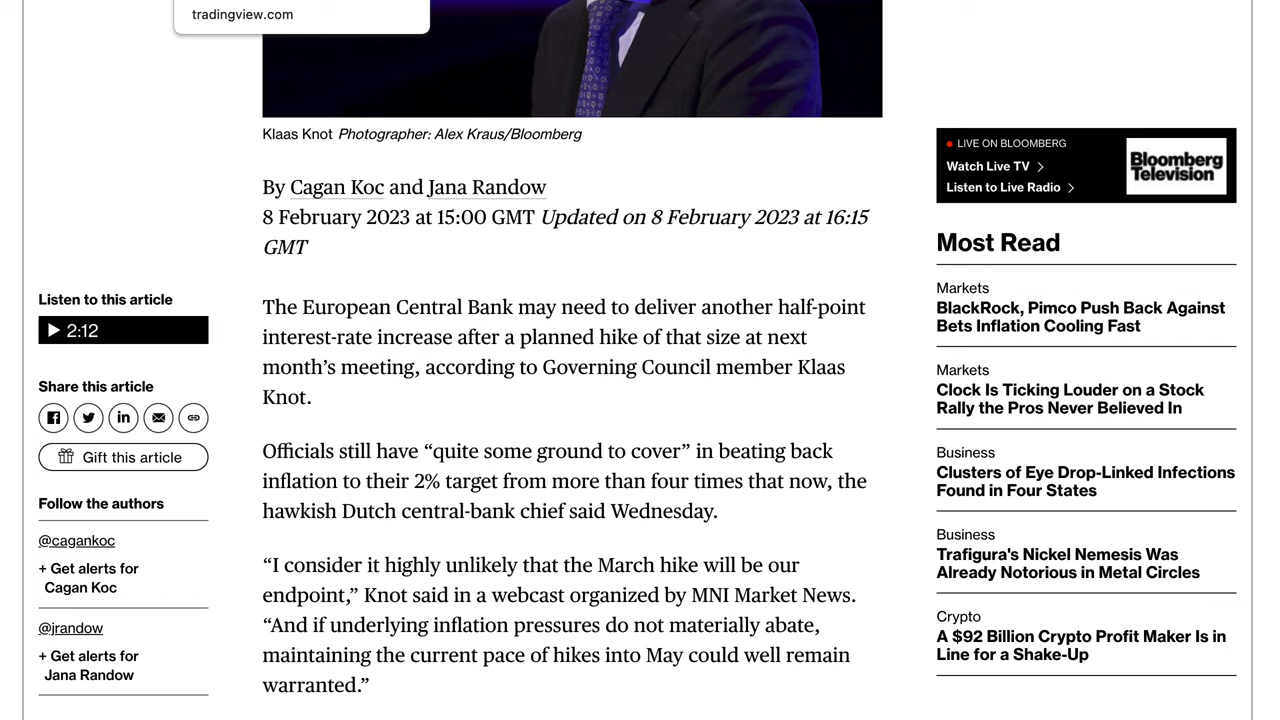 tradingview.com
Klaas Knot Photographer: Alex Kraus/Bloomberg
By Cagan Koc and Jana Randow
8 February 2023 at 15:00 GMT Updated on 8 February 2023 at 16:15
GMT
Listen to this article
2:12
Share this article
Gift this article
Follow the authors
@cagankoc
+ Get alerts for
Cagan Koc
@jrandow
+ Get alerts for
Jana Randow
The European Central Bank may need to deliver another half-point
interest-rate increase after a planned hike of that size at next
month’s meeting, according to Governing Council member Klaas
Knot.
Officials still have “quite some ground to cover” in beating back
inflation to their 2% target from more than four times that now, the
hawkish Dutch central-bank chief said Wednesday.
“I consider it highly unlikely that the March hike will be our
endpoint,” Knot said in a webcast organized by MNI Market News.
“And if underlying inflation pressures do not materially abate,
maintaining the current pace of hikes into May could well remain
warranted.”
LIVE ON BLOOMBERG
Watch Live TV
Listen to Live Radio
Bloomberg
Television
Most Read
Markets
BlackRock, Pimco Push Back Against
Bets Inflation Cooling Fast
Markets
Clock Is Ticking Louder on a Stock
Rally the Pros Never Believed In
Business
Clusters of Eye Drop-Linked Infections
Found in Four States
Business
Trafigura's Nickel Nemesis Was
Already Notorious in Metal Circles
Crypto
A $92 Billion Crypto Profit Maker Is in
Line for a Shake-Up